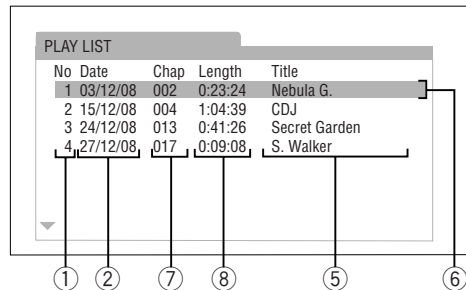 PLAY LIST
No Date Chap Length Title
1 03/12/08 002 0:23:24 Nebula G.
2 15/12/08 004 1:04:39 CDJ
3 24/12/08 013 0:41:26 Secret Garden
4 27/12/08 017 0:09:08 S. Walker
① ② ⑦ ⑧ ⑤ ⑥